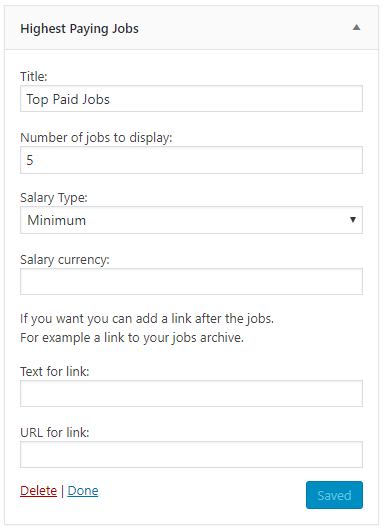 Highest Paying Jobs
Title:
Top Paid Jobs
Number of jobs to display:
5
Salary Type:
Minimum
Salary currency:
If you want you can add a link after the jobs.
For example a link to your jobs archive.
Text for link:
URL for link:
Delete | Done
Saved